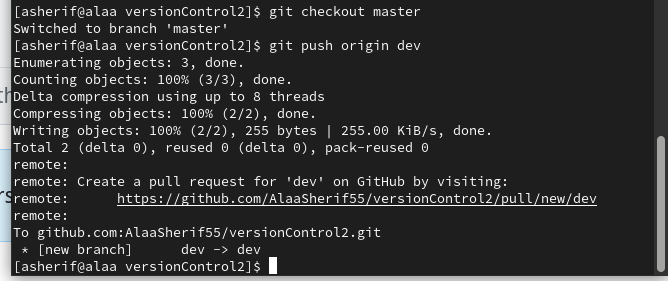 [asherif@alaa versionControl2]$ git checkout master
Switched to branch 'master'
[asherif@alaa versionControl2]$ git push origin dev
Enumerating objects: 3, done.
Counting objects: 100% (3/3), done.
Delta compression using up to 8 threads
Compressing objects: 100% (2/2), done.
Writing objects: 100% (2/2), 255 bytes | 255.00 KiB/s, done.
Total 2 (delta 0), reused 0 (delta 0), pack-reused 0
remote:
remote: Create a pull request for 'dev' on GitHub by visiting:
remote:      https://github.com/AlaaSherif55/versionControl2/pull/new/dev
remote:
To github.com:AlaaSherif55/versionControl2.git
 * [new branch]      dev -> dev
[asherif@alaa versionControl2]$